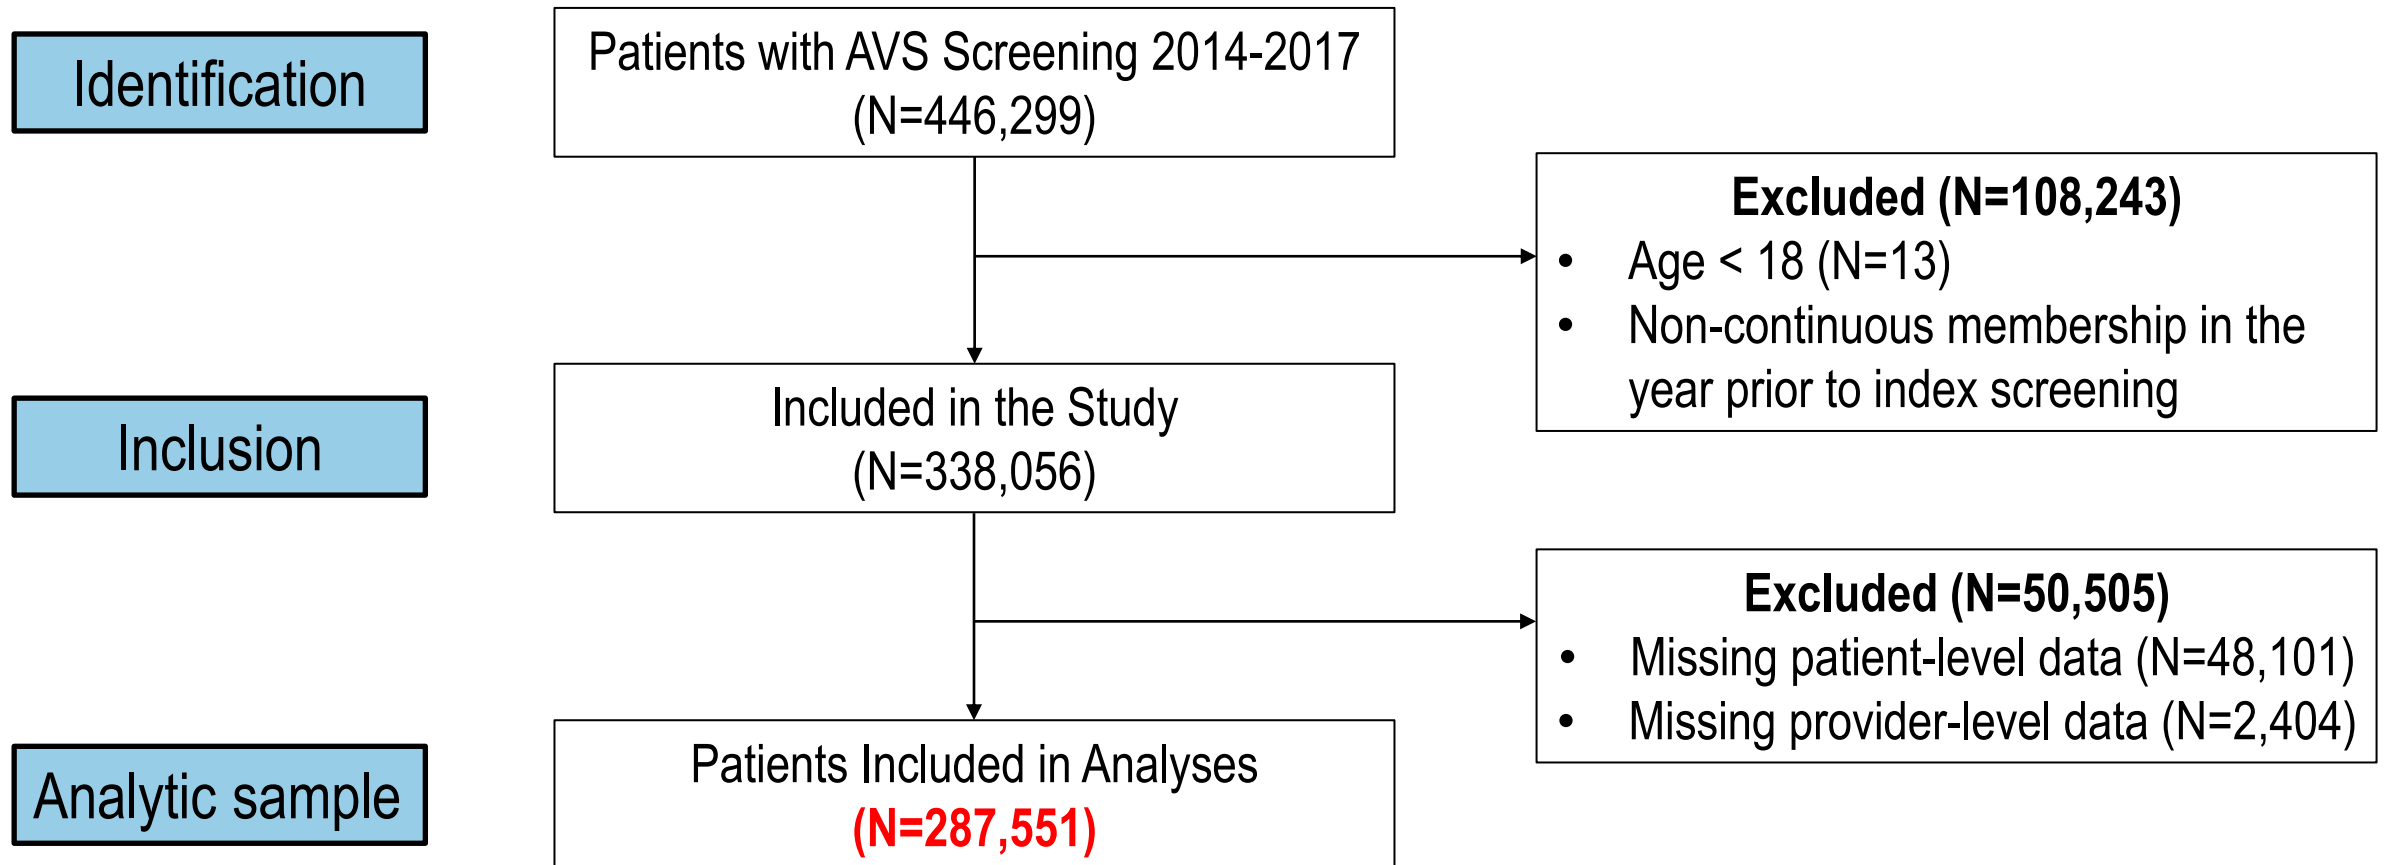 Identification
Patients with AVS Screening 2014-2017
(N=446,299)
Excluded (N=108,243)
• Age < 18 (N=13)
• Non-continuous membership in the
year prior to index screening
Inclusion
Included in the Study
(N=338,056)
Excluded (N=50,505)
• Missing patient-level data (N=48,101)
• Missing provider-level data (N=2,404)
Analytic sample
Patients Included in Analyses
(N=287,551)